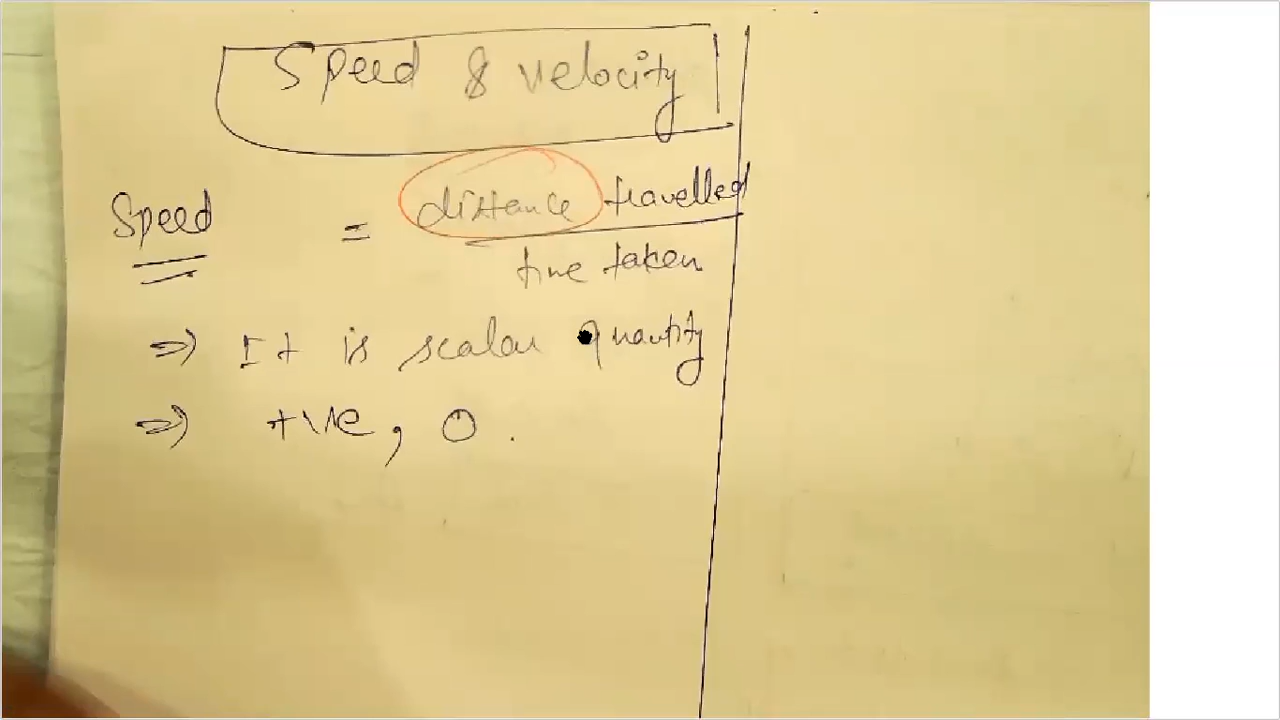 Speed & velocity
Speed = distance travelled
time taken
⇒ It is scalar quantity
⇒ +ve, 0.